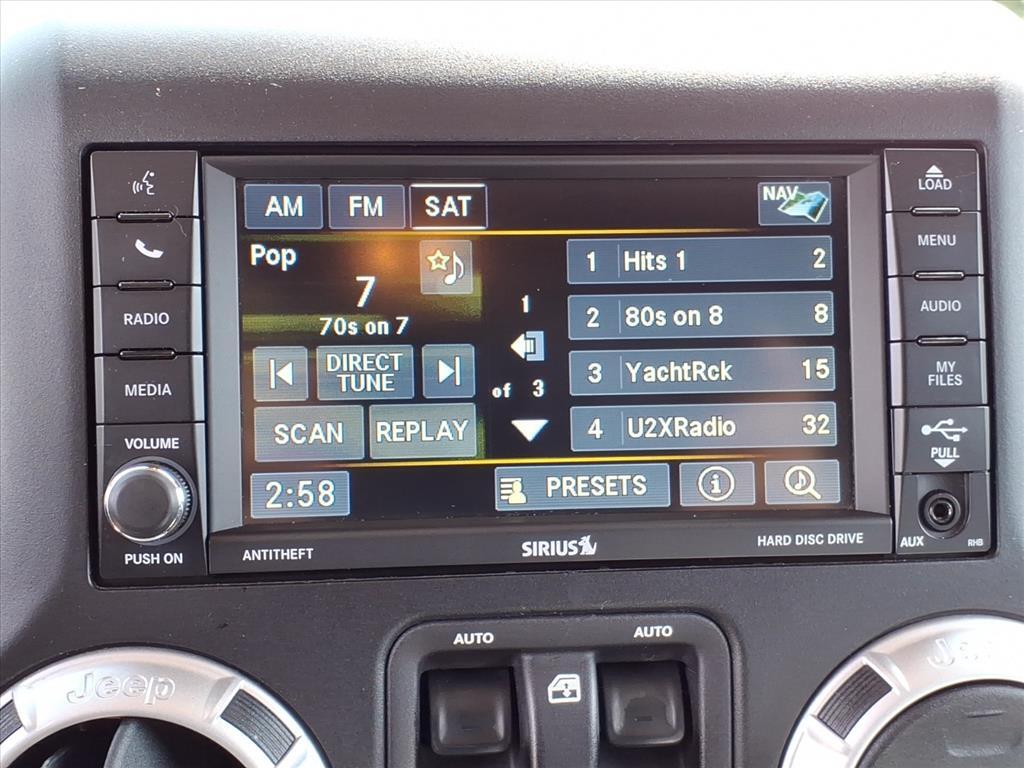 AM FM SAT NAV
LOAD
Pop
7
70s on 7
1 Hits 1 2
MENU
1
of 3
2 80s on 8 8
RADIO
AUDIO
DIRECT
TUNE
3 YachtRck 15
MEDIA
MY
FILES
SCAN REPLAY
4 U2XRadio 32
VOLUME
PULL
2:58 PRESETS i
PUSH ON
ANTITHEFT SIRIUS HARD DISC DRIVE
AUX RHB
AUTO AUTO
Jeep
Jeep